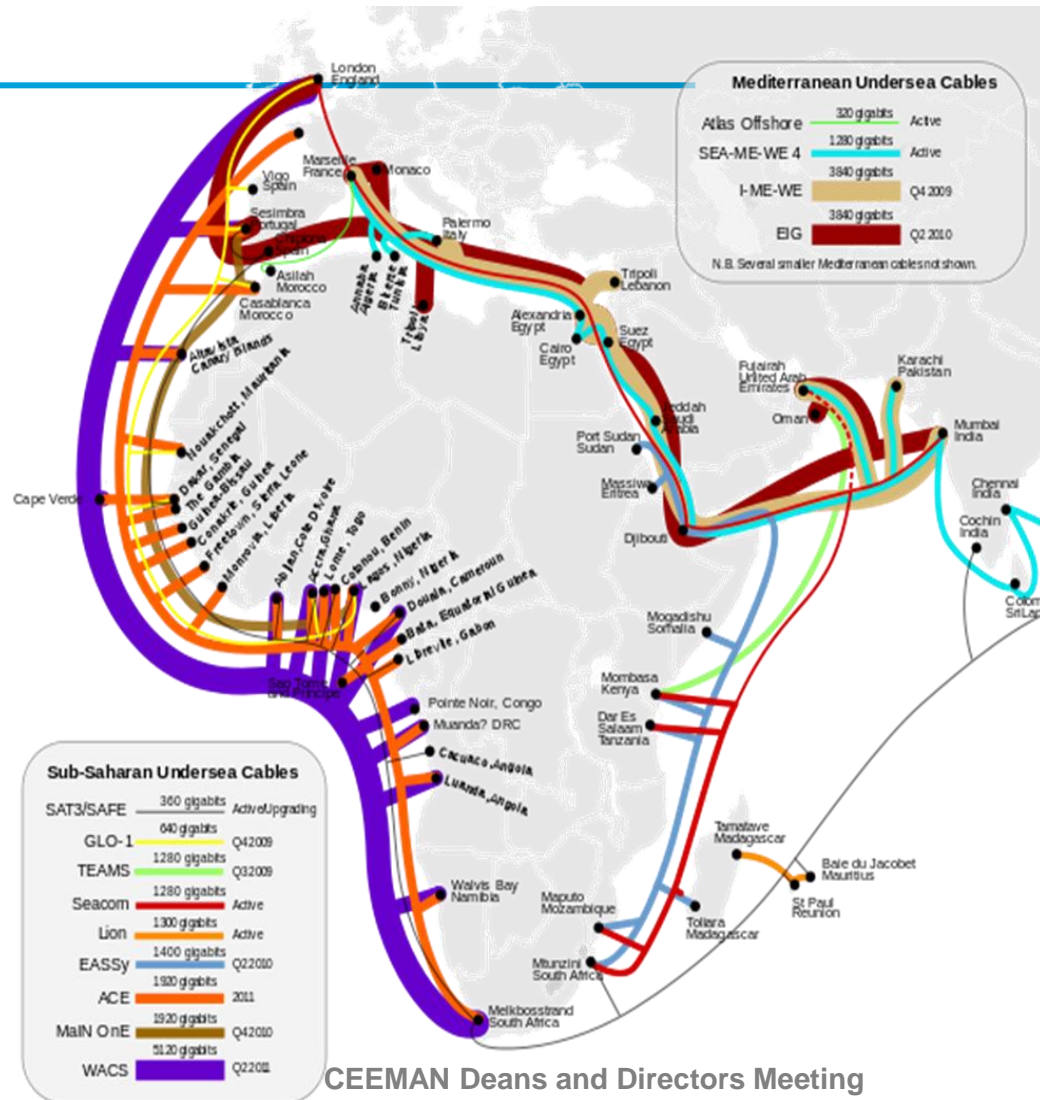 London
England
Marseille
France
Monaco
Vigo
Spain
Sesimbra
Portugal
Spain
Asilah
Morocco
Casablanca
Morocco
Palermo
Italy
Annaba
Algeria
Tunisia
Tripoli
Libya
Tripoli
Lebanon
Alexandria
Egypt
Cairo
Egypt
Suez
Egypt
Canary Islands
Jeddah
Saudi
Arabia
Port Sudan
Sudan
Massiwa
Eritrea
Djibouti
Fujairah
United Arab
Emirates
Oman
Karachi
Pakistan
Mumbai
India
Chennai
India
Cochin
India
Colom
Sri Lan
Mediterranean Undersea Cables
Atlas Offshore 320 gigabits Active
SEA-ME-WE 4 1280 gigabits Active
I-ME-WE 3840 gigabits Q4 2009
EIG 3840 gigabits Q2 2010
N.B. Several smaller Mediterranean cables not shown.
Cape Verde
Nouakchott, Mauritania
Dakar, Senegal
The Gambia
Guinea-Bissau
Conakry, Guinea
Freetown, Sierra Leone
Monrovia, Liberia
Abijan, Cote D'Ivoire
Accra, Ghana
Lome, Togo
Cotonou, Benin
Lagos, Nigeria
Bonny, Nigeria
Douala, Cameroun
Bata, Equatorial Guinea
Libreville, Gabon
Sao Tome
and Principe
Pointe Noir, Congo
Muanda? DRC
Cacuaco, Angola
Luanda, Angola
Walvis Bay
Namibia
Melkbosstrand
South Africa
Mogadishu
Somalia
Mombasa
Kenya
Dar Es
Salaam
Tanzania
Maputo
Mozambique
Mtunzini
South Africa
Toliara
Madagascar
Tamatave
Madagascar
Baie du Jacobet
Mauritius
St Paul
Reunion
Sub-Saharan Undersea Cables
SAT3/SAFE 360 gigabits Active/Upgrading
GLO-1 640 gigabits Q4 2009
TEAMS 1280 gigabits Q3 2009
Seacom 1280 gigabits Active
Lion 1300 gigabits Active
EASSy 1400 gigabits Q2 2010
ACE 1920 gigabits 2011
MaIN OnE 1920 gigabits Q4 2010
WACS 5120 gigabits Q2 2011
CEEMAN Deans and Directors Meeting